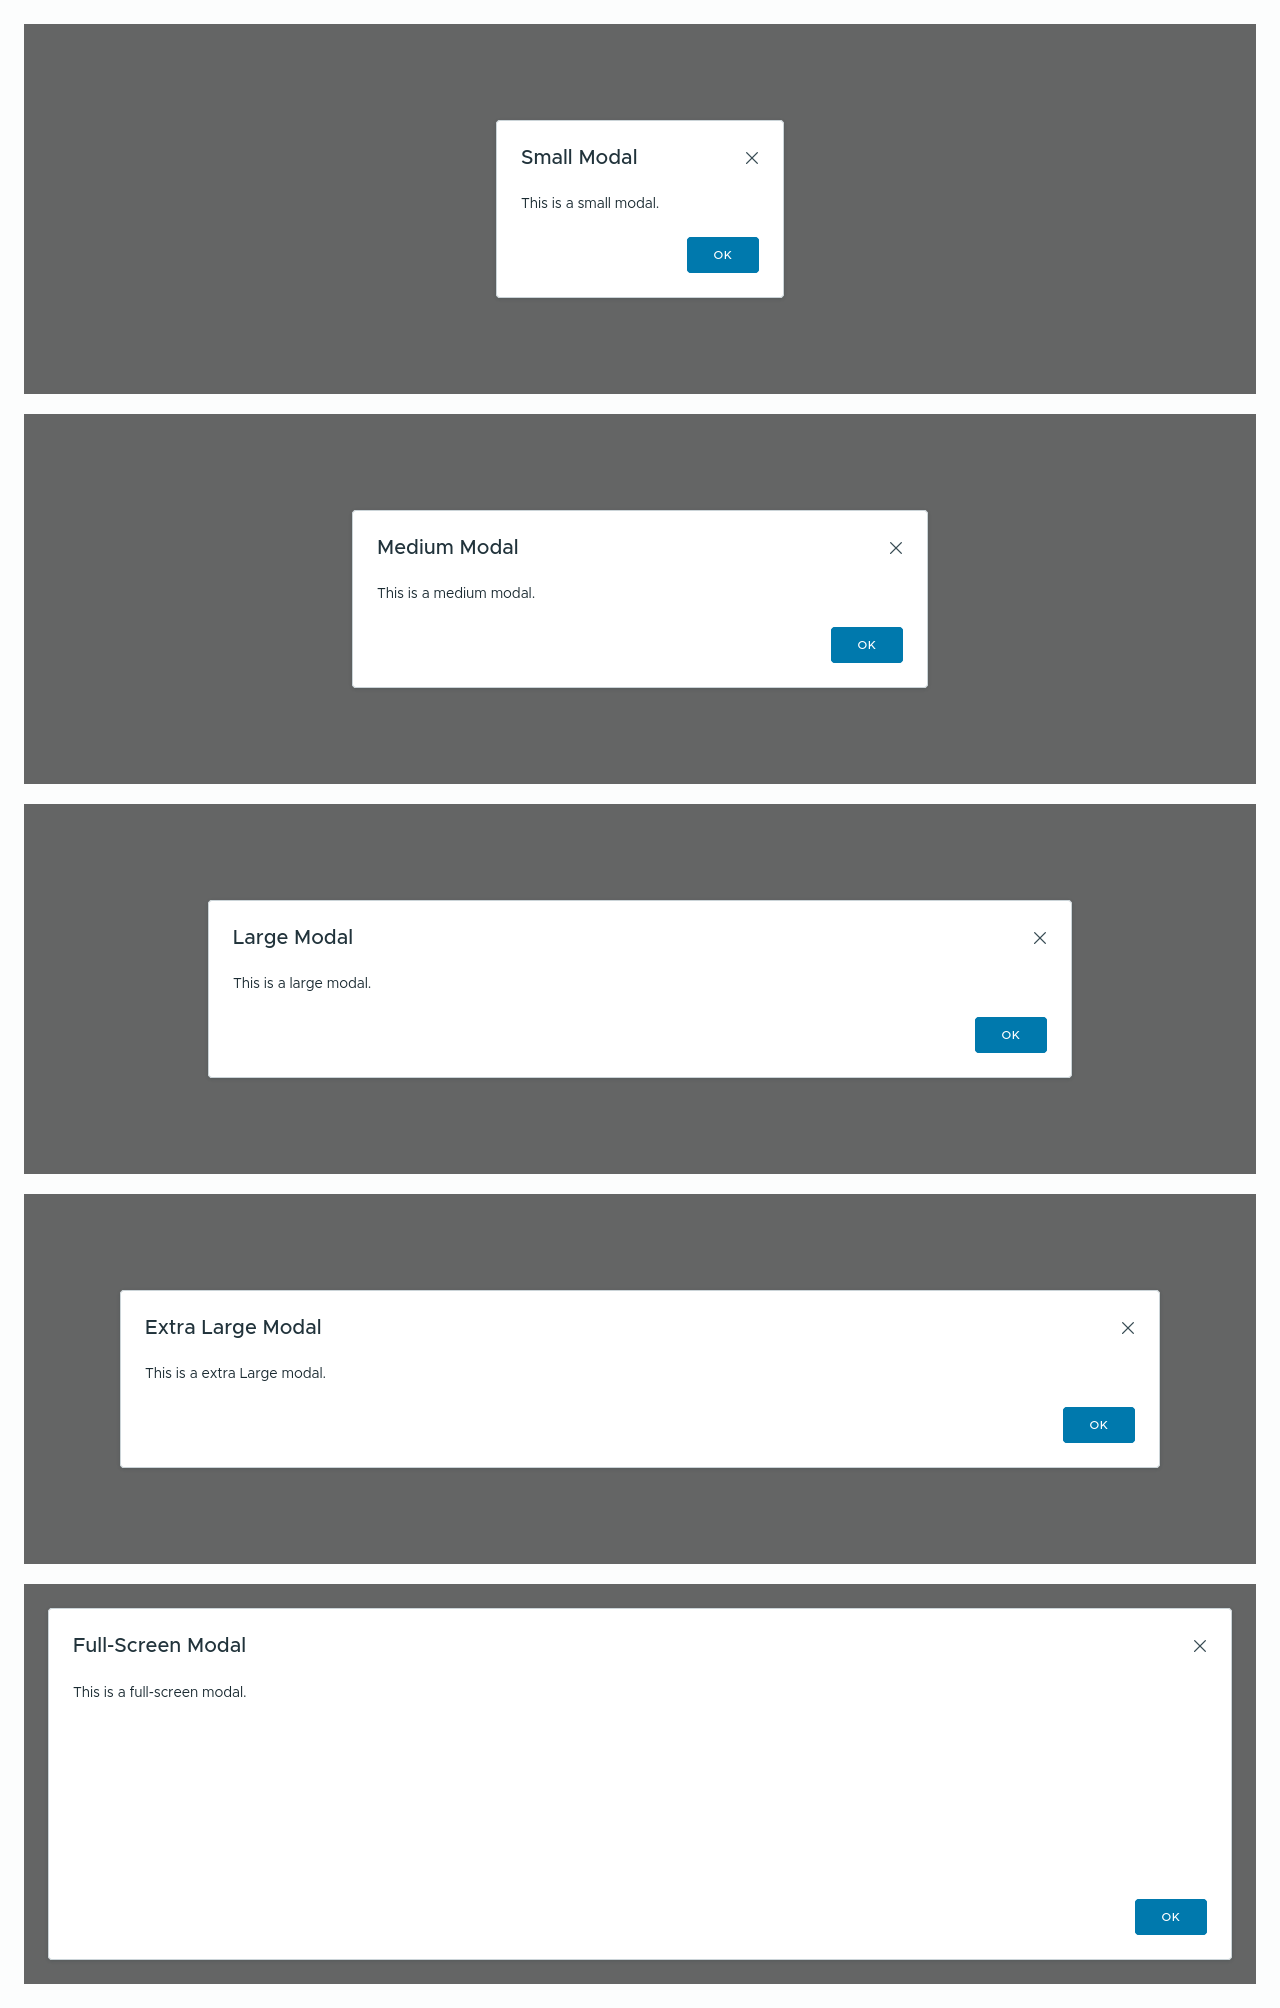 Small Modal
This is a small modal.
OK
Medium Modal
This is a medium modal.
OK
Large Modal
This is a large modal.
OK
Extra Large Modal
This is a extra Large modal.
OK
Full-Screen Modal
This is a full-screen modal.
OK